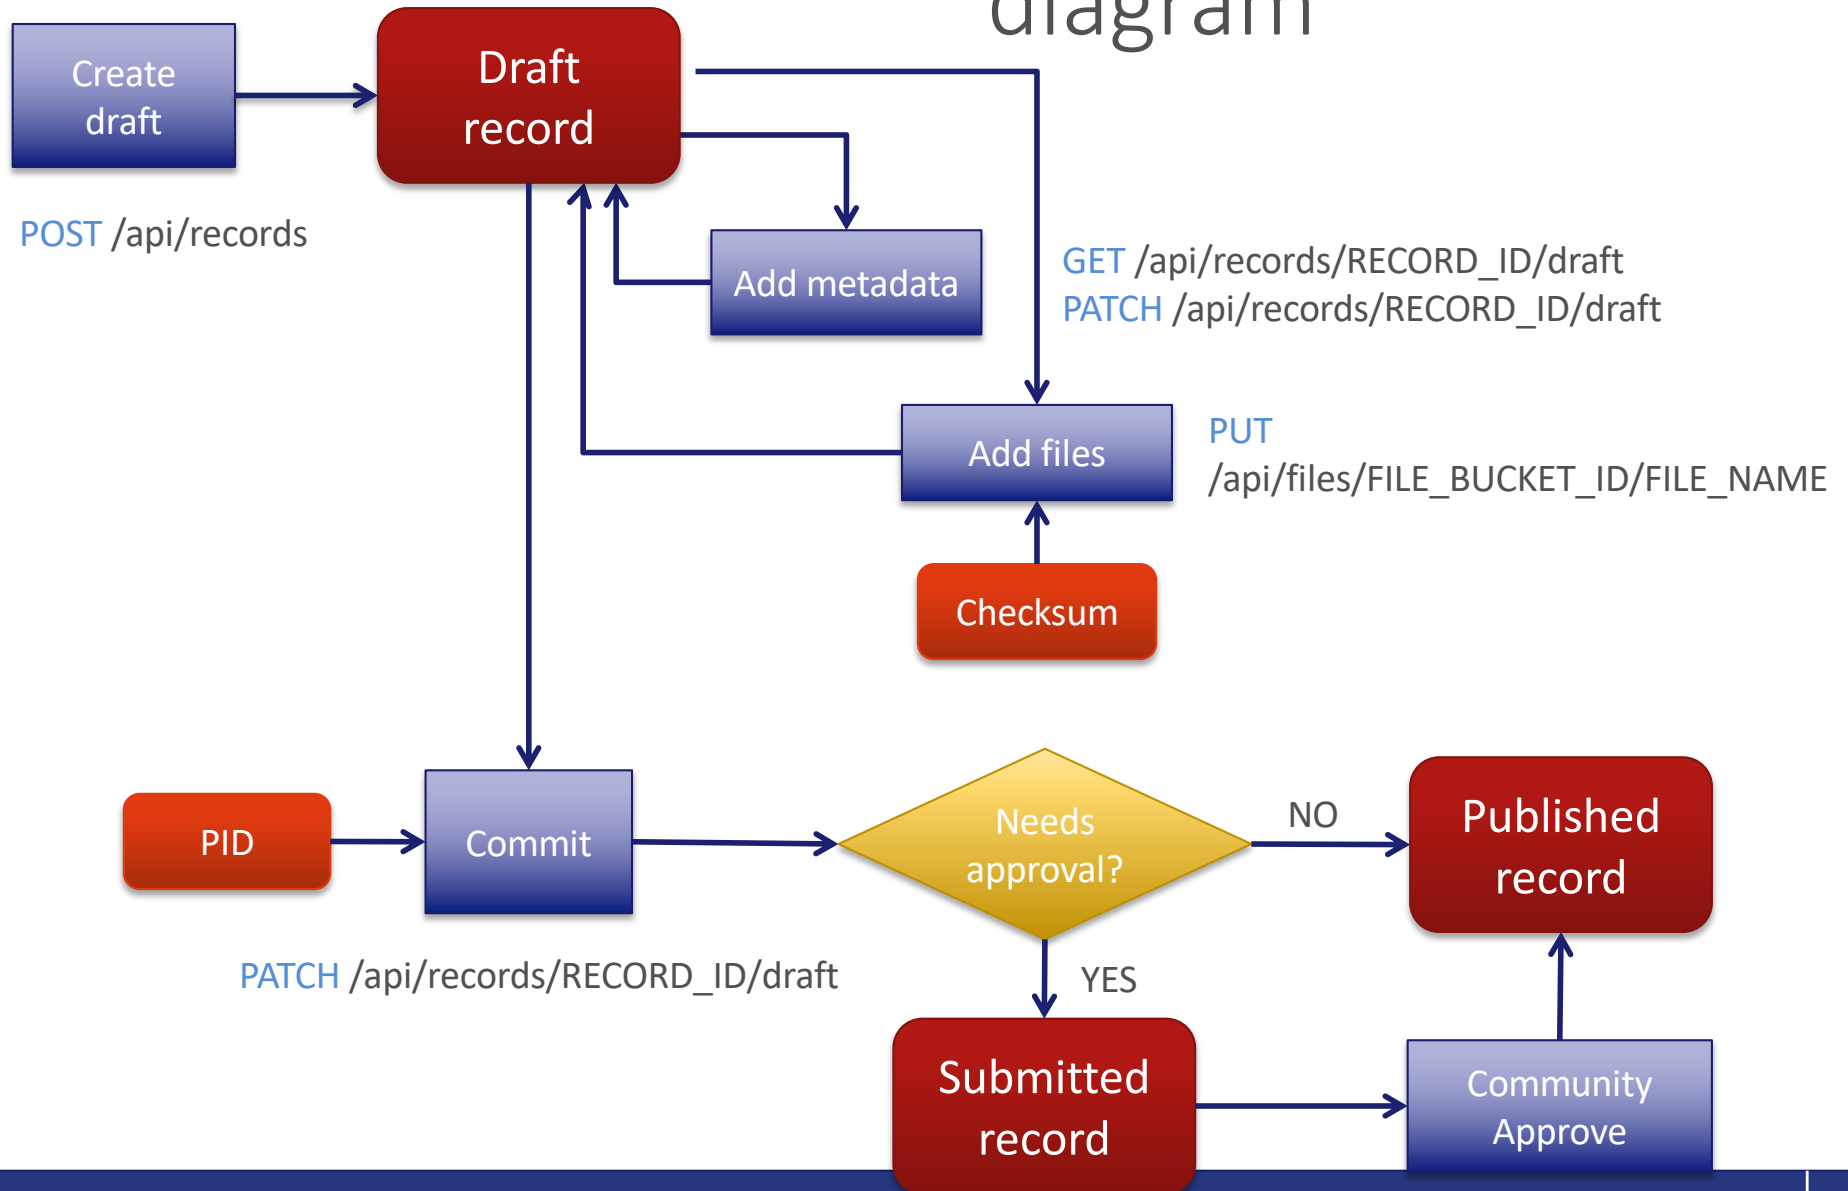 diagram
Create
draft
Draft
record
POST /api/records
Add metadata
GET /api/records/RECORD_ID/draft
PATCH /api/records/RECORD_ID/draft
Add files
PUT
/api/files/FILE_BUCKET_ID/FILE_NAME
Checksum
PID
Commit
Needs
approval?
NO
Published
record
PATCH /api/records/RECORD_ID/draft
YES
Submitted
record
Community
Approve